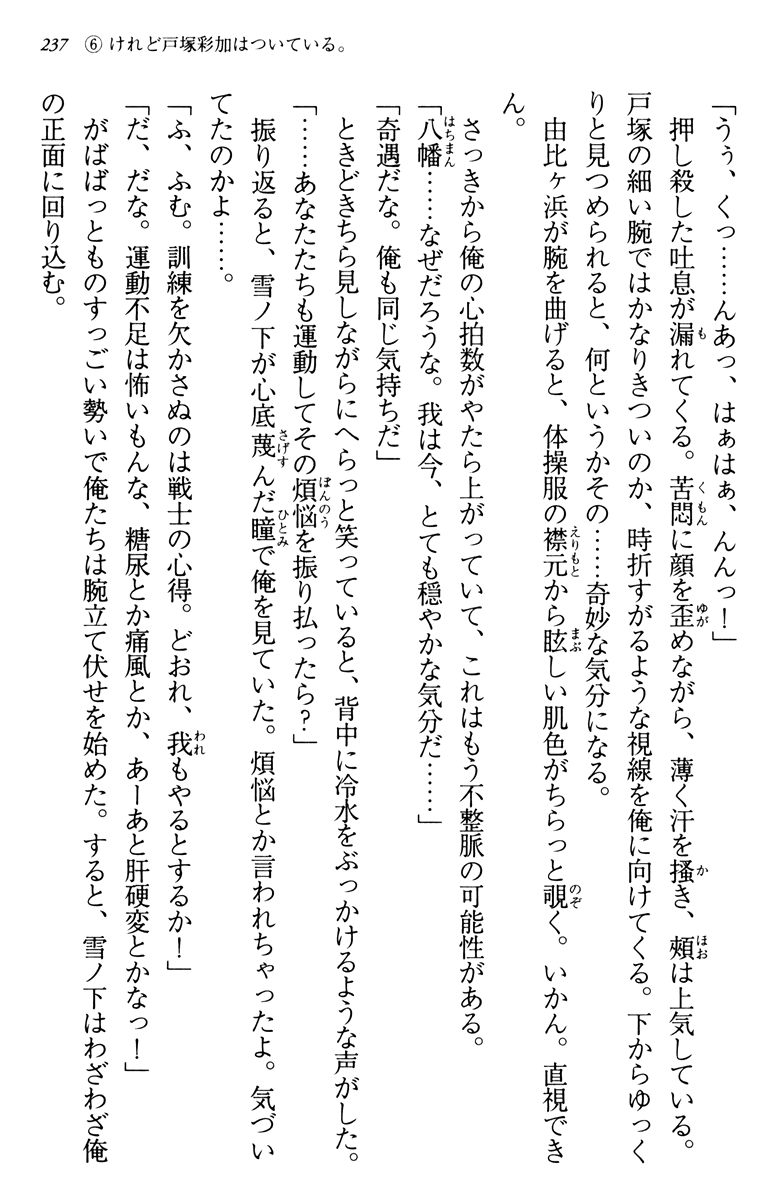 237 ⑥ けれど戸塚彩加はついている。
「うぅ、くっ……んあっ、はぁはぁ、んんっ！」
　押し殺した吐息が漏れてくる。苦悶に顔を歪めながら、薄く汗を掻き、頰は上気している。
戸塚の細い腕ではかなりきついのか、時折すがるような視線を俺に向けてくる。下からゆっく
りと見つめられると、何というかその……奇妙な気分になる。
　由比ヶ浜が腕を曲げると、体操服の襟元から眩しい肌色がちらっと覗く。いかん。直視でき
ん。
　さっきから俺の心拍数がやたら上がっていて、これはもう不整脈の可能性がある。
「八幡……なぜだろうな。我は今、とても穏やかな気分だ……」
「奇遇だな。俺も同じ気持ちだ」
　ときどきちら見しながらにへらっと笑っていると、背中に冷水をぶっかけるような声がした。
「……あなたたちも運動してその煩悩を振り払ったら？」
　振り返ると、雪ノ下が心底蔑んだ瞳で俺を見ていた。煩悩とか言われちゃったよ。気づい
てたのかよ……。
「ふ、ふむ。訓練を欠かさぬのは戦士の心得。どおれ、我もやるとするか！」
「だ、だな。運動不足は怖いもんな、糖尿とか痛風とか、あーあと肝硬変とかなっ！」
　がばばっとものすっごい勢いで俺たちは腕立て伏せを始めた。すると、雪ノ下はわざわざ俺
の正面に回り込む。